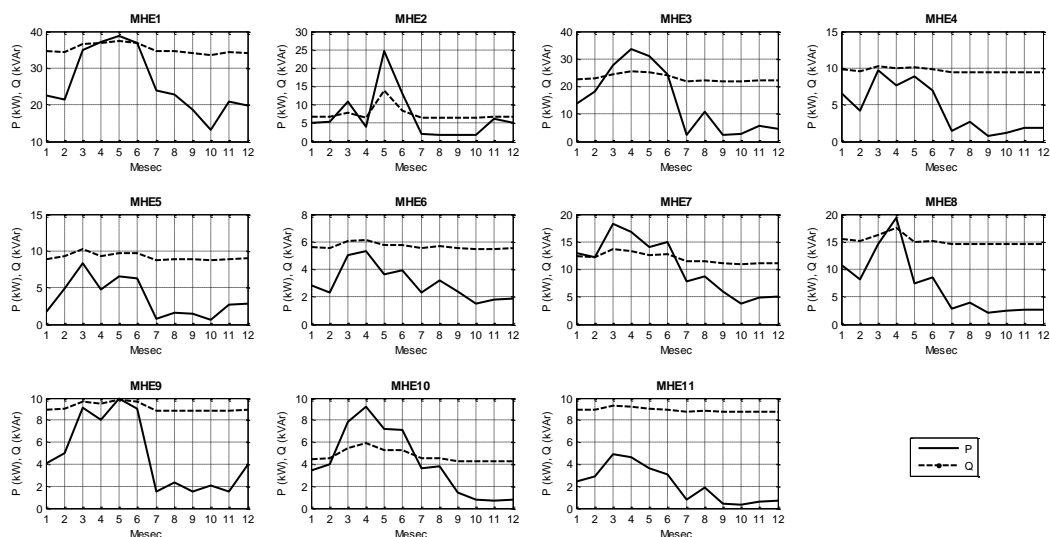 MHE1
MHE2
MHE3
MHE4
P (kW), Q (kVAr)
40
30
20
10
1 2 3 4 5 6 7 8 9 10 11 12
Mesec
P (kW), Q (kVAr)
30
25
20
15
10
5
0
1 2 3 4 5 6 7 8 9 10 11 12
Mesec
P (kW), Q (kVAr)
40
30
20
10
0
1 2 3 4 5 6 7 8 9 10 11 12
Mesec
P (kW), Q (kVAr)
15
10
5
0
1 2 3 4 5 6 7 8 9 10 11 12
Mesec
MHE5
MHE6
MHE7
MHE8
P (kW), Q (kVAr)
15
10
5
0
1 2 3 4 5 6 7 8 9 10 11 12
Mesec
P (kW), Q (kVAr)
8
6
4
2
0
1 2 3 4 5 6 7 8 9 10 11 12
Mesec
P (kW), Q (kVAr)
20
15
10
5
0
1 2 3 4 5 6 7 8 9 10 11 12
Mesec
P (kW), Q (kVAr)
20
15
10
5
0
1 2 3 4 5 6 7 8 9 10 11 12
Mesec
MHE9
MHE10
MHE11
P (kW), Q (kVAr)
10
8
6
4
2
0
1 2 3 4 5 6 7 8 9 10 11 12
Mesec
P (kW), Q (kVAr)
10
8
6
4
2
0
1 2 3 4 5 6 7 8 9 10 11 12
Mesec
P (kW), Q (kVAr)
10
8
6
4
2
0
1 2 3 4 5 6 7 8 9 10 11 12
Mesec
P
Q